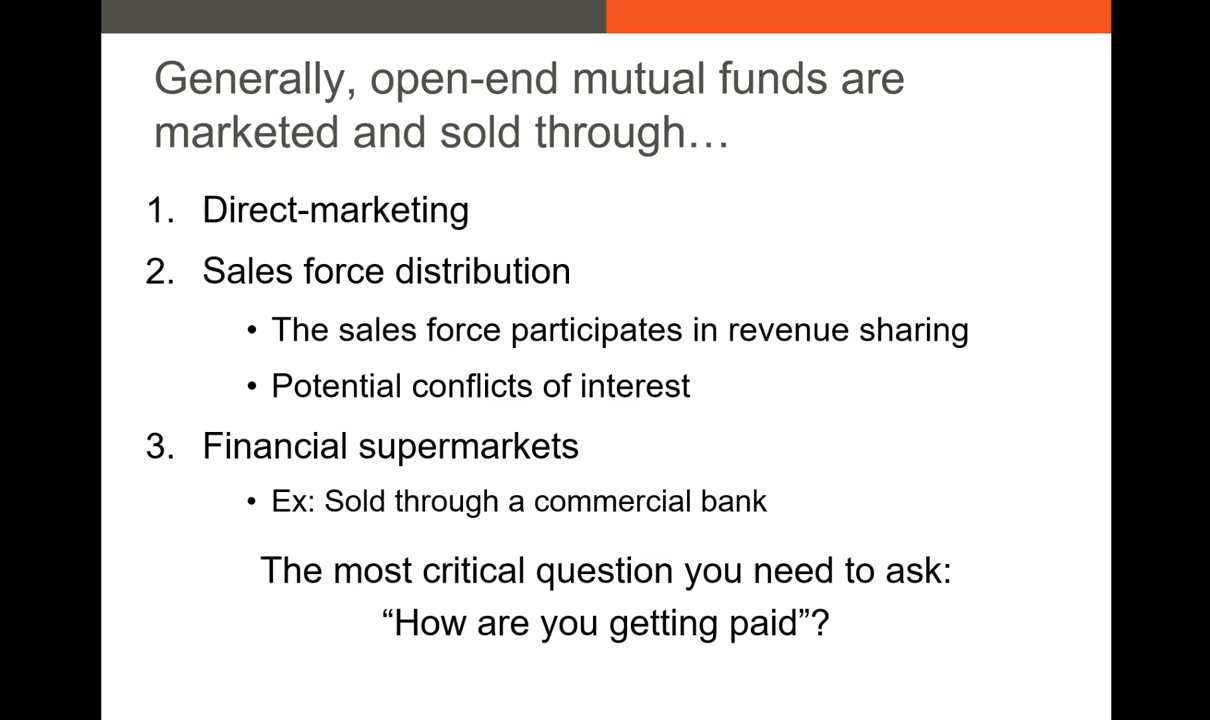 Generally, open-end mutual funds are
marketed and sold through…
1. Direct-marketing
2. Sales force distribution
• The sales force participates in revenue sharing
• Potential conflicts of interest
3. Financial supermarkets
• Ex: Sold through a commercial bank
The most critical question you need to ask:
“How are you getting paid”?